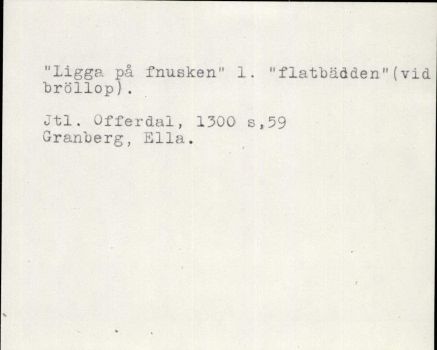 "Ligga på fnusken" l. "flatbädden"(vid
bröllop).
Jtl. Offerdal, 1300 s,59
Granberg, Ella.